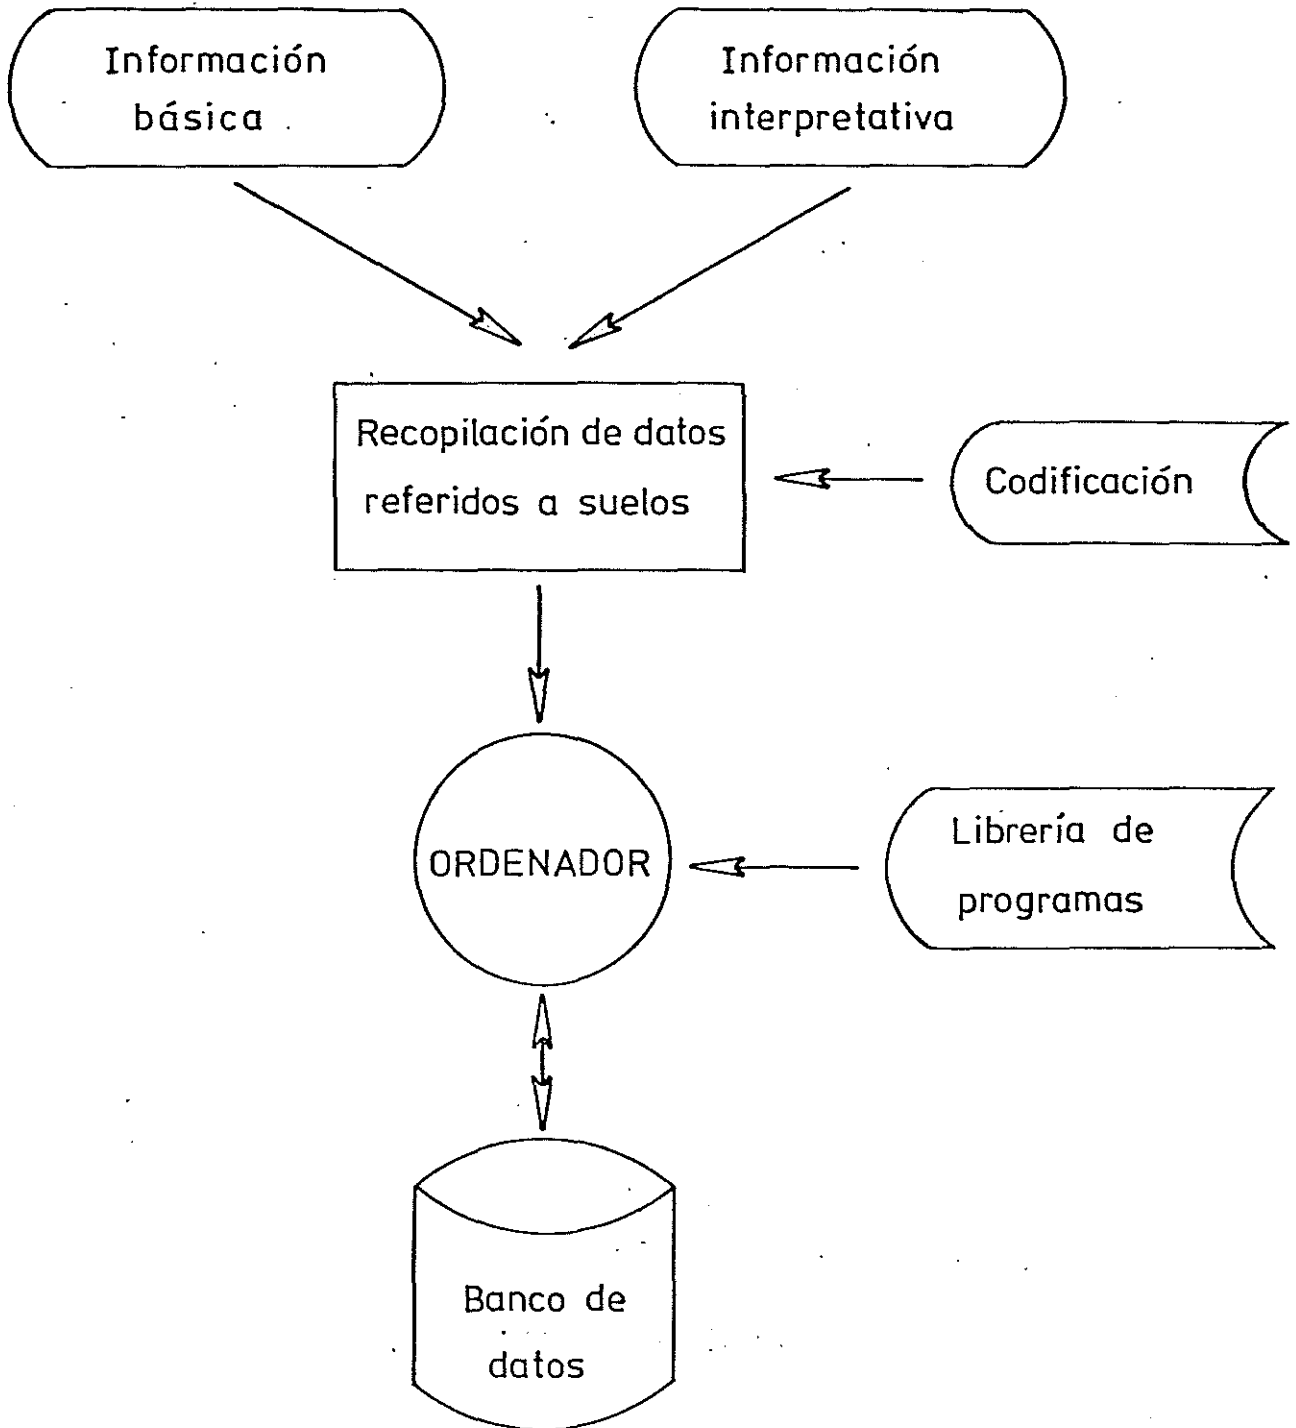 Información
básica
Información
interpretativa
Recopilación de datos
referidos a suelos
Codificación
ORDENADOR
Librería de
programas
Banco de
datos